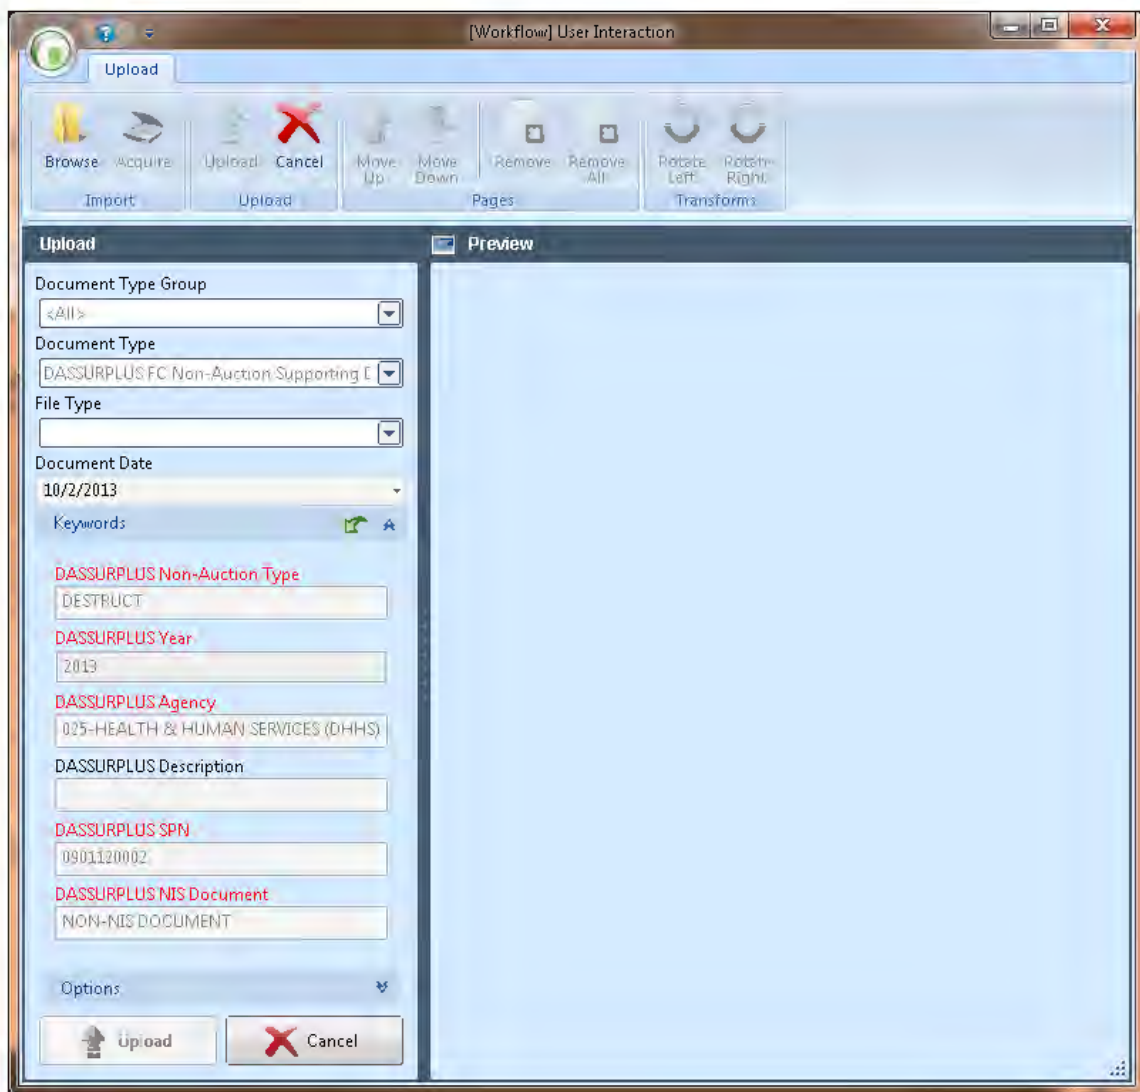 [Workflow] User Interaction
Upload
Browse Acquire Upload Cancel Move Up Move Down Remove Remove All Rotate Left Rotate Right
Import Upload Pages Transforms
Upload
Preview
Document Type Group
<All>
Document Type
DASSURPLUS FC Non-Auction Supporting D
File Type
Document Date
10/2/2013
Keywords
DASSURPLUS Non-Auction Type
DESTRUCT
DASSURPLUS Year
2013
DASSURPLUS Agency
025-HEALTH & HUMAN SERVICES (DHHS)
DASSURPLUS Description
DASSURPLUS SPN
0901120002
DASSURPLUS NIS Document
NON-NIS DOCUMENT
Options
Upload Cancel